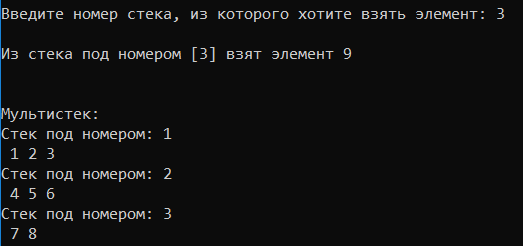 Введите номер стека, из которого хотите взять элемент: 3
Из стека под номером [3] взят элемент 9
Мультистек:
Стек под номером: 1
1 2 3
Стек под номером: 2
4 5 6
Стек под номером: 3
7 8